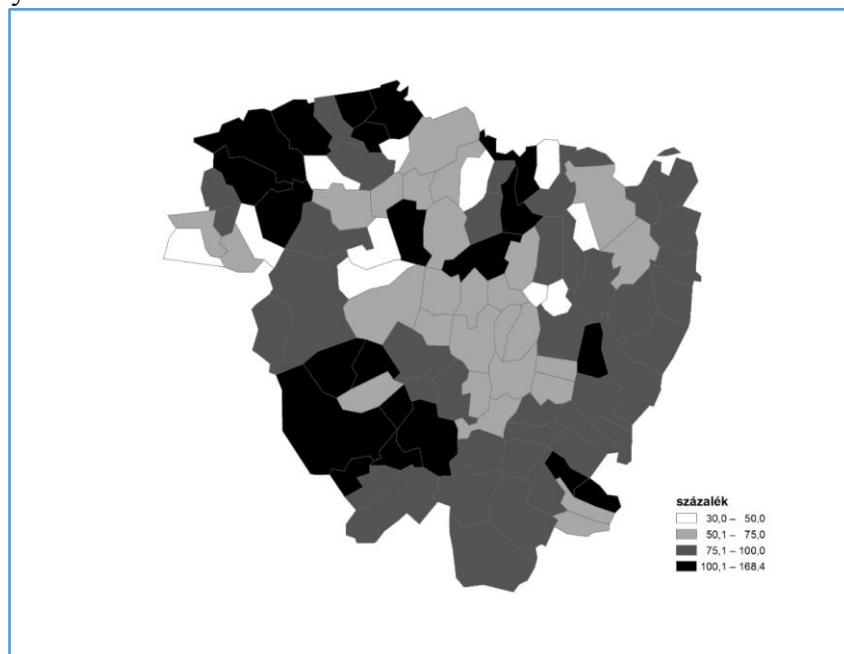 y
százalék
30,0 – 50,0
50,1 – 75,0
75,1 – 100,0
100,1 – 168,4